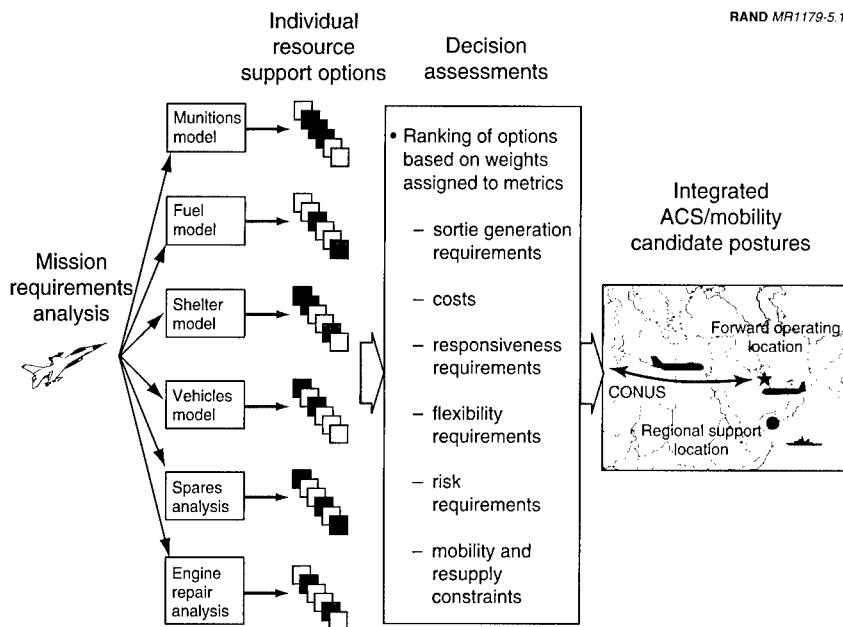 RAND MR1179-5.1
Individual
resource
support options
Decision
assessments
Mission
requirements
analysis
Munitions
model
Fuel
model
Shelter
model
Vehicles
model
Spares
analysis
Engine
repair
analysis
• Ranking of options
based on weights
assigned to metrics
– sortie generation
requirements
– costs
– responsiveness
requirements
– flexibility
requirements
– risk
requirements
– mobility and
resupply
constraints
Integrated
ACS/mobility
candidate postures
Forward operating
location
CONUS
Regional support
location